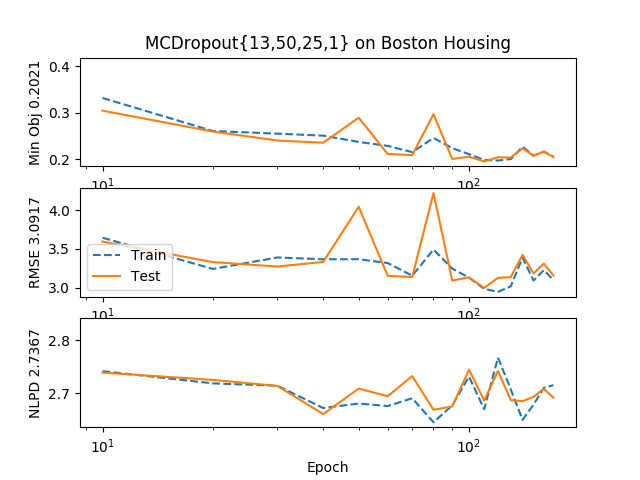 MCDropout{13,50,25,1} on Boston Housing
Min Obj 0.2021
0.4
0.3
0.2
10¹
10²
RMSE 3.0917
4.0
3.5
3.0
Train
Test
10¹
10²
NLPD 2.7367
2.8
2.7
10¹
10²
Epoch